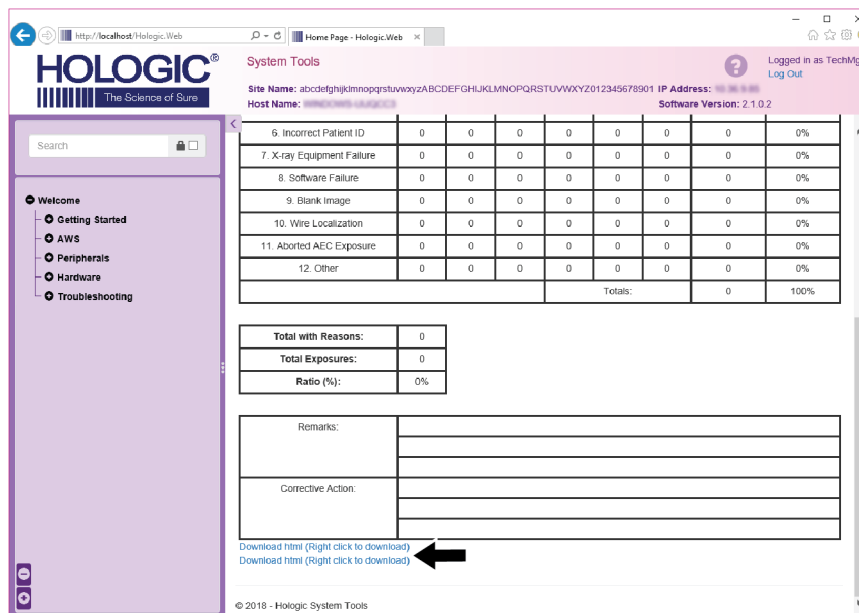 http://localhost/Hologic.Web
Home Page - Hologic.Web
HOLOGIC®
The Science of Sure
System Tools
Logged in as TechMg
Log Out
Site Name: abcdefghijklmnopqrstuvwxyzABCDEFGHIJKLMNOPQRSTUVWXYZ012345678901 IP Address:
Host Name:
Software Version: 2.1.0.2
Search
Welcome
Getting Started
AWS
Peripherals
Hardware
Troubleshooting
6. Incorrect Patient ID 0 0 0 0 0 0 0 0%
7. X-ray Equipment Failure 0 0 0 0 0 0 0 0%
8. Software Failure 0 0 0 0 0 0 0 0%
9. Blank Image 0 0 0 0 0 0 0 0%
10. Wire Localization 0 0 0 0 0 0 0 0%
11. Aborted AEC Exposure 0 0 0 0 0 0 0 0%
12. Other 0 0 0 0 0 0 0 0%
Totals: 0 100%
Total with Reasons: 0
Total Exposures: 0
Ratio (%): 0%
Remarks:
Corrective Action:
Download html (Right click to download)
Download html (Right click to download)
© 2018 - Hologic System Tools